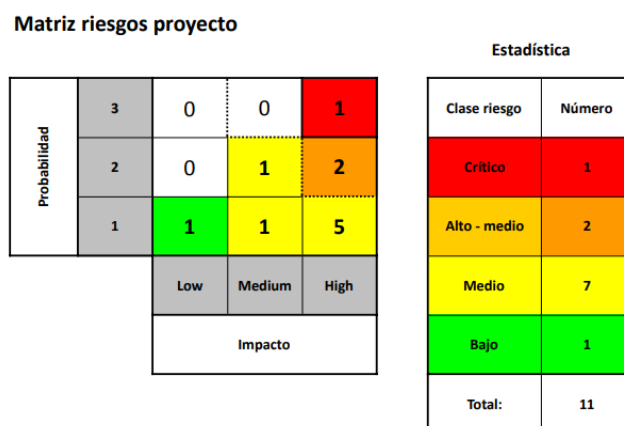 Matriz riesgos proyecto
Estadística
Probabilidad
3 0 0 1
2 0 1 2
1 1 1 5
Low Medium High
Impacto
Clase riesgo Número
Crítico 1
Alto - medio 2
Medio 7
Bajo 1
Total: 11